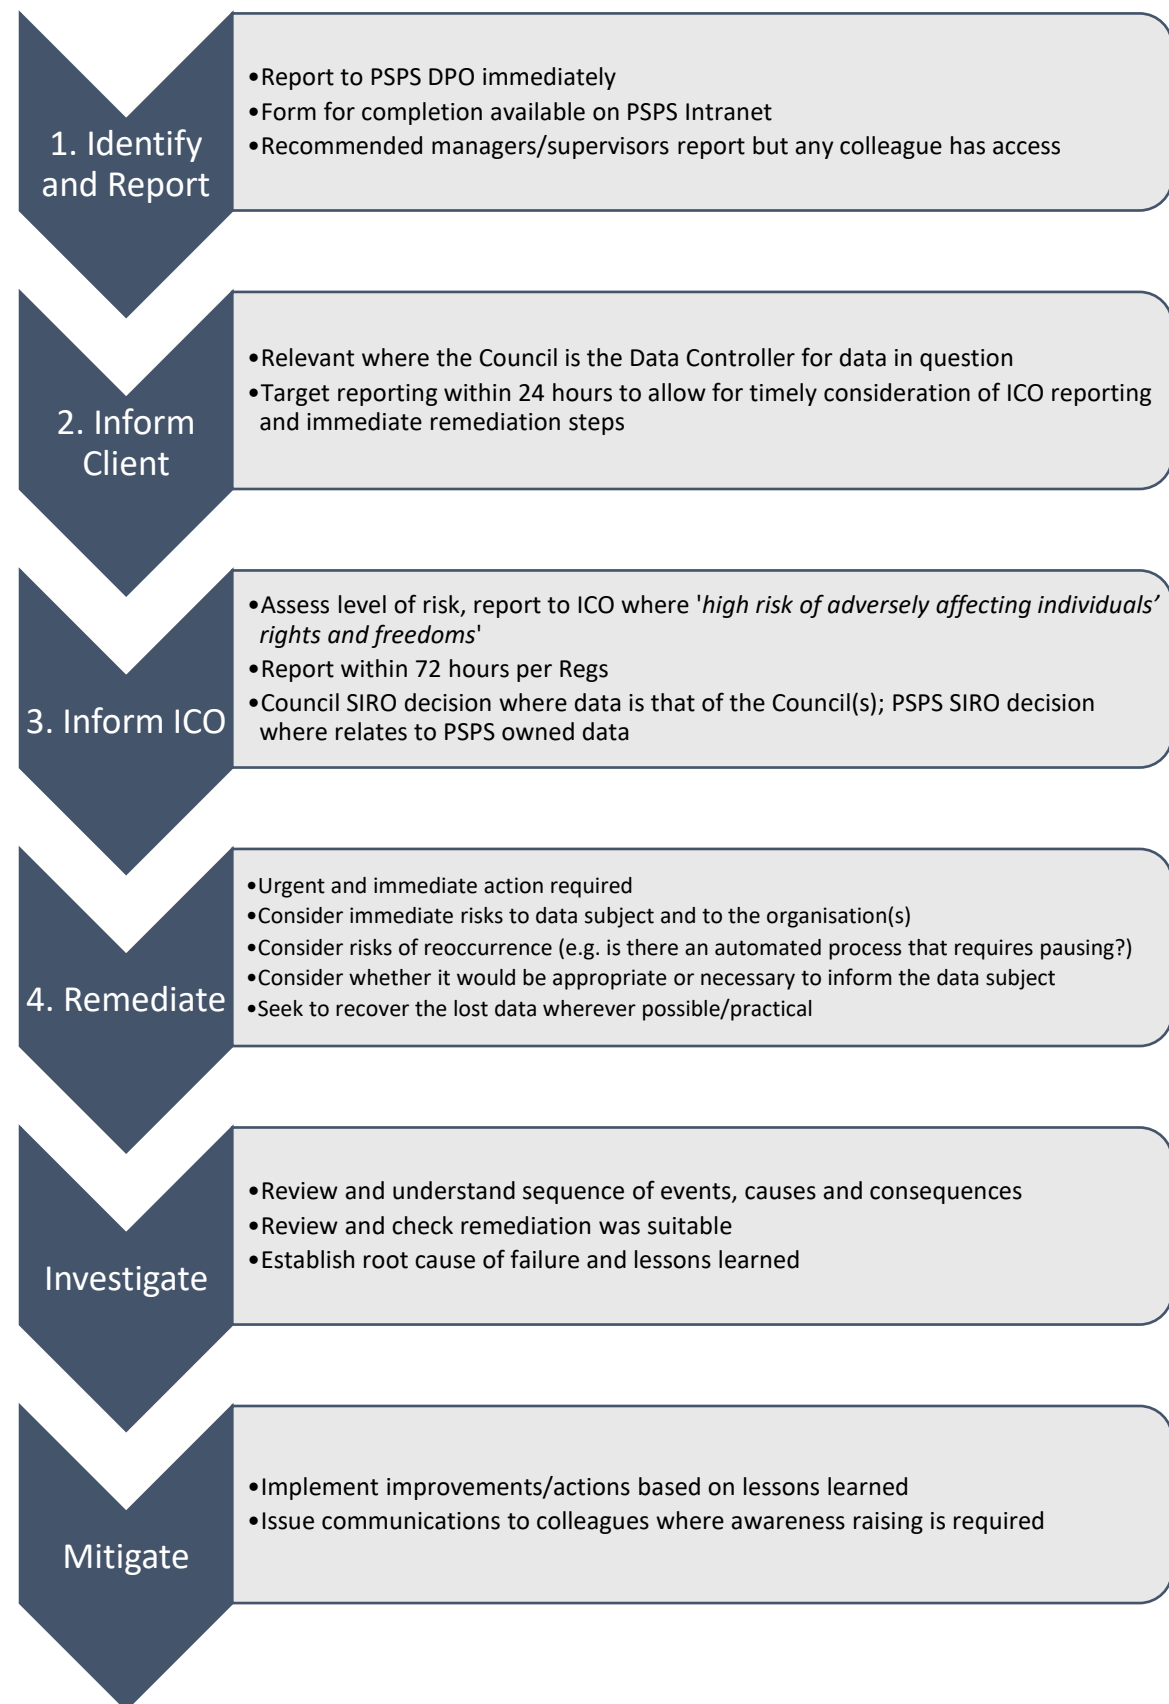 1. Identify
and Report
•Report to PSPS DPO immediately
•Form for completion available on PSPS Intranet
•Recommended managers/supervisors report but any colleague has access
2. Inform
Client
•Relevant where the Council is the Data Controller for data in question
•Target reporting within 24 hours to allow for timely consideration of ICO reporting
and immediate remediation steps
3. Inform ICO
•Assess level of risk, report to ICO where 'high risk of adversely affecting individuals’
rights and freedoms'
•Report within 72 hours per Regs
•Council SIRO decision where data is that of the Council(s); PSPS SIRO decision
where relates to PSPS owned data
4. Remediate
•Urgent and immediate action required
•Consider immediate risks to data subject and to the organisation(s)
•Consider risks of reoccurrence (e.g. is there an automated process that requires pausing?)
•Consider whether it would be appropriate or necessary to inform the data subject
•Seek to recover the lost data wherever possible/practical
Investigate
•Review and understand sequence of events, causes and consequences
•Review and check remediation was suitable
•Establish root cause of failure and lessons learned
Mitigate
•Implement improvements/actions based on lessons learned
•Issue communications to colleagues where awareness raising is required